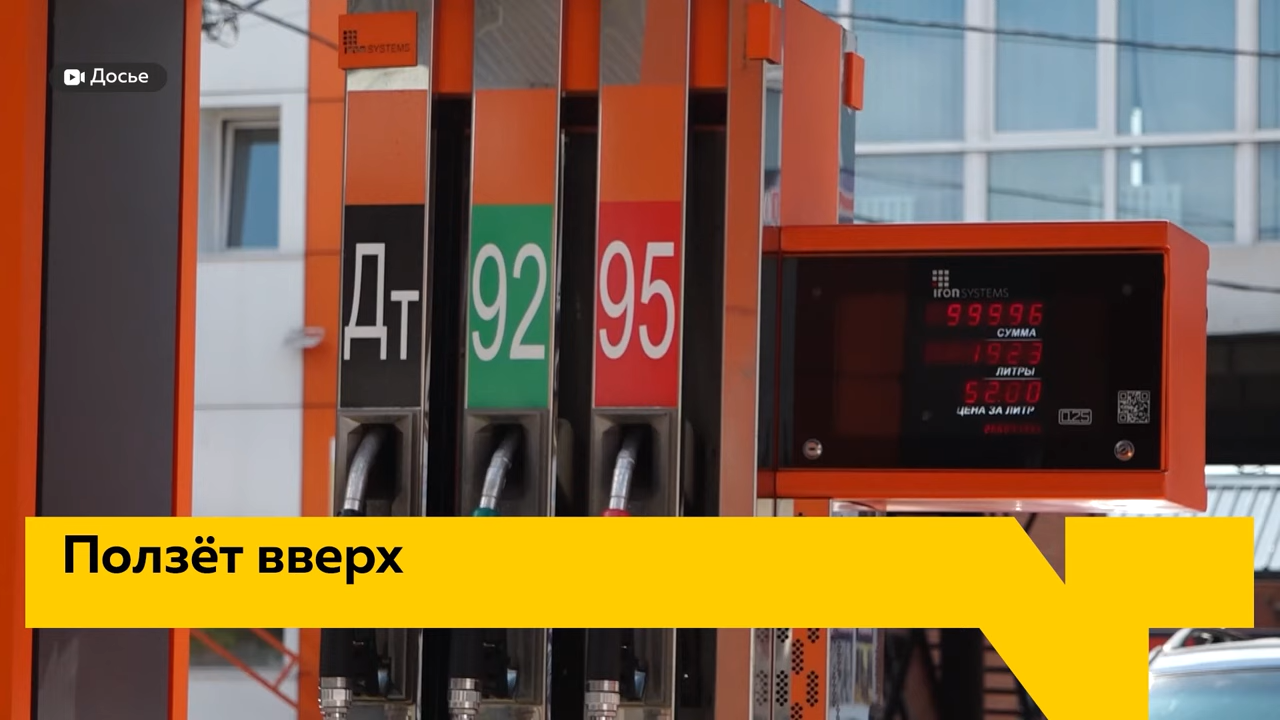 Досье
iron SYSTEMS
Дт
92
95
iron SYSTEMS
99996
СУММА
1923
ЛИТРЫ
52.00
ЦЕНА ЗА ЛИТР
Ползёт вверх